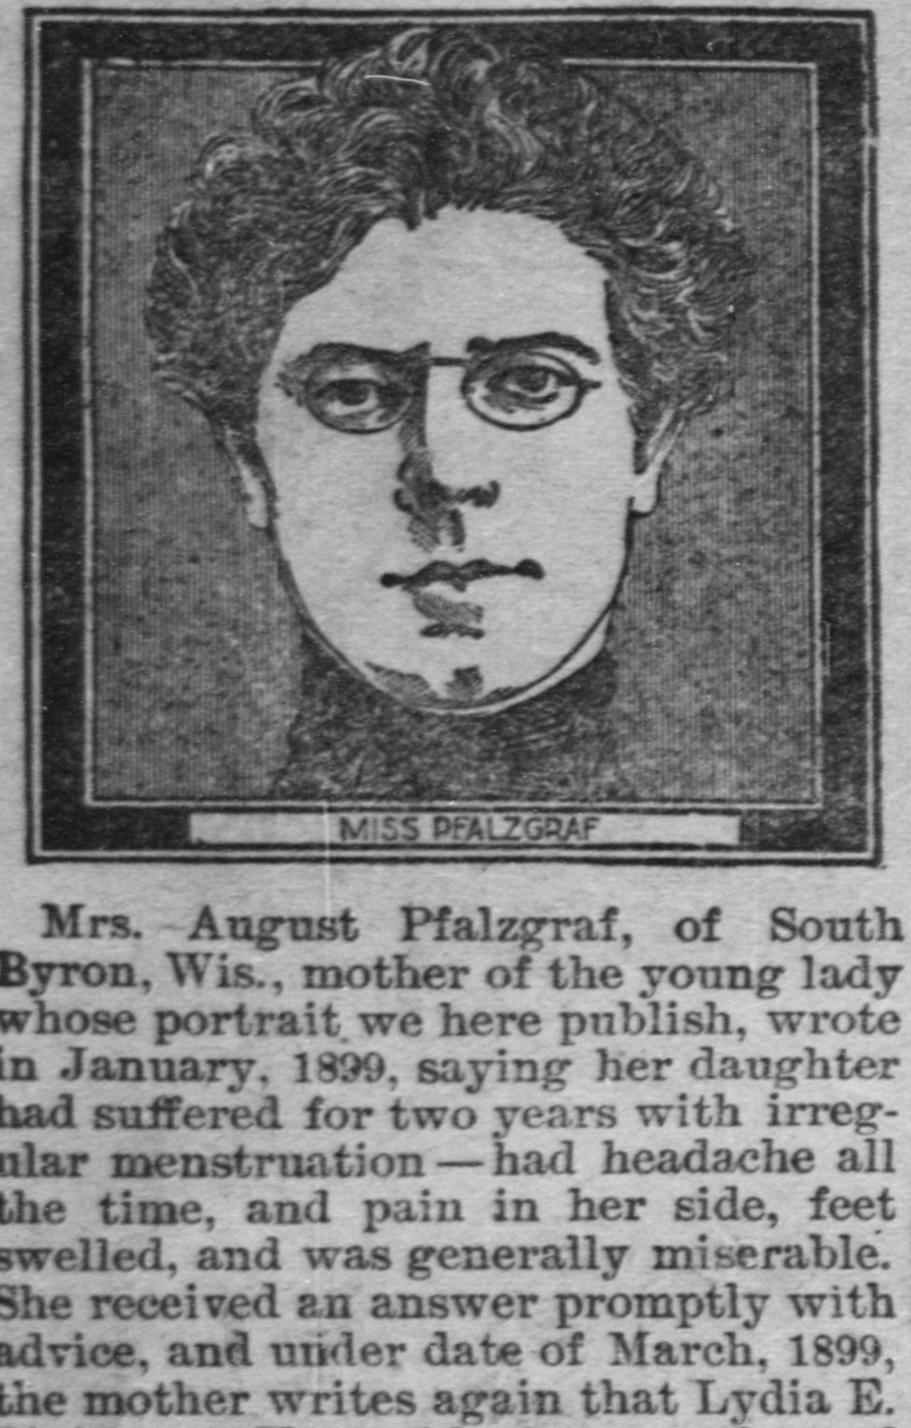 MISS PFALZGRAF
Mrs. August Pfalzgraf, of South
Byron, Wis., mother of the young lady
whose portrait we here publish, wrote
in January, 1899, saying her daughter
had suffered for two years with irreg-
ular menstruation—had headache all
the time, and pain in her side, feet
swelled, and was generally miserable.
She received an answer promptly with
advice, and under date of March, 1899,
the mother writes again that Lydia E.